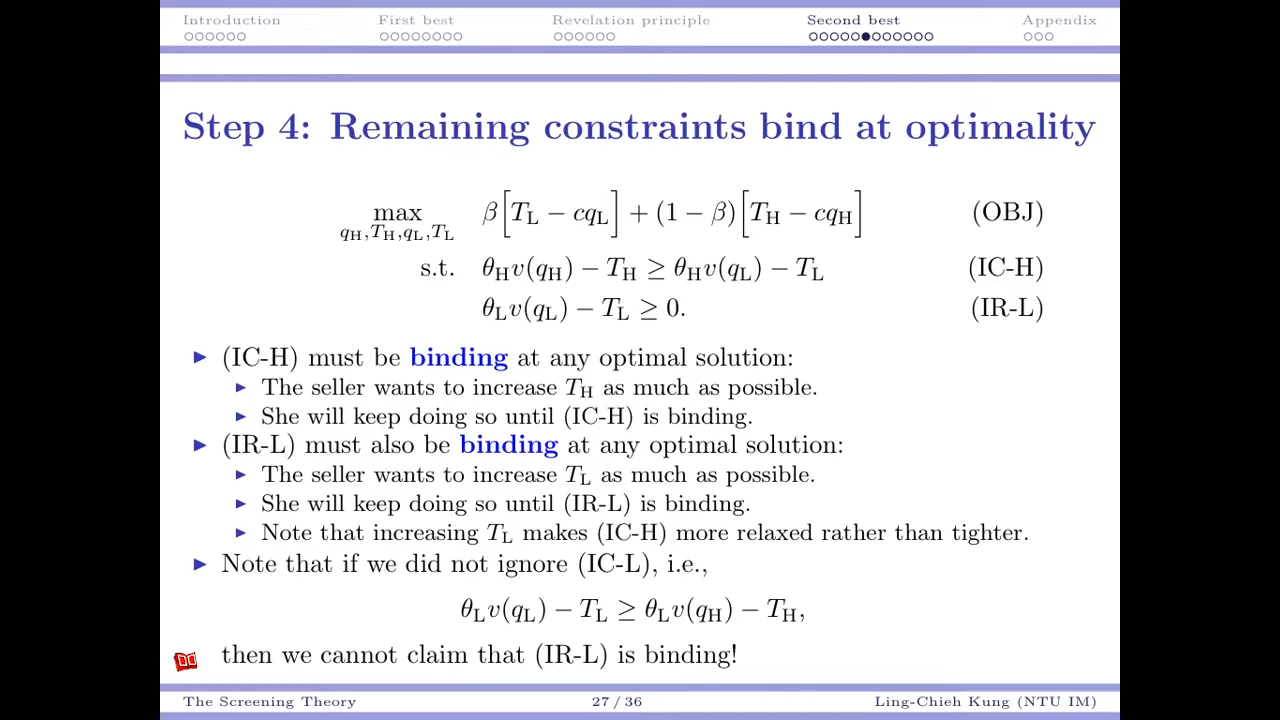 Introduction First best Revelation principle Second best Appendix
Step 4: Remaining constraints bind at optimality
max β[T_L − cq_L] + (1 − β)[T_H − cq_H] (OBJ)
q_H,T_H,q_L,T_L
s.t. θ_H v(q_H) − T_H ≥ θ_H v(q_L) − T_L (IC-H)
θ_L v(q_L) − T_L ≥ 0. (IR-L)
(IC-H) must be binding at any optimal solution:
The seller wants to increase T_H as much as possible.
She will keep doing so until (IC-H) is binding.
(IR-L) must also be binding at any optimal solution:
The seller wants to increase T_L as much as possible.
She will keep doing so until (IR-L) is binding.
Note that increasing T_L makes (IC-H) more relaxed rather than tighter.
Note that if we did not ignore (IC-L), i.e.,
θ_L v(q_L) − T_L ≥ θ_L v(q_H) − T_H,
then we cannot claim that (IR-L) is binding!
The Screening Theory 27 / 36 Ling-Chieh Kung (NTU IM)